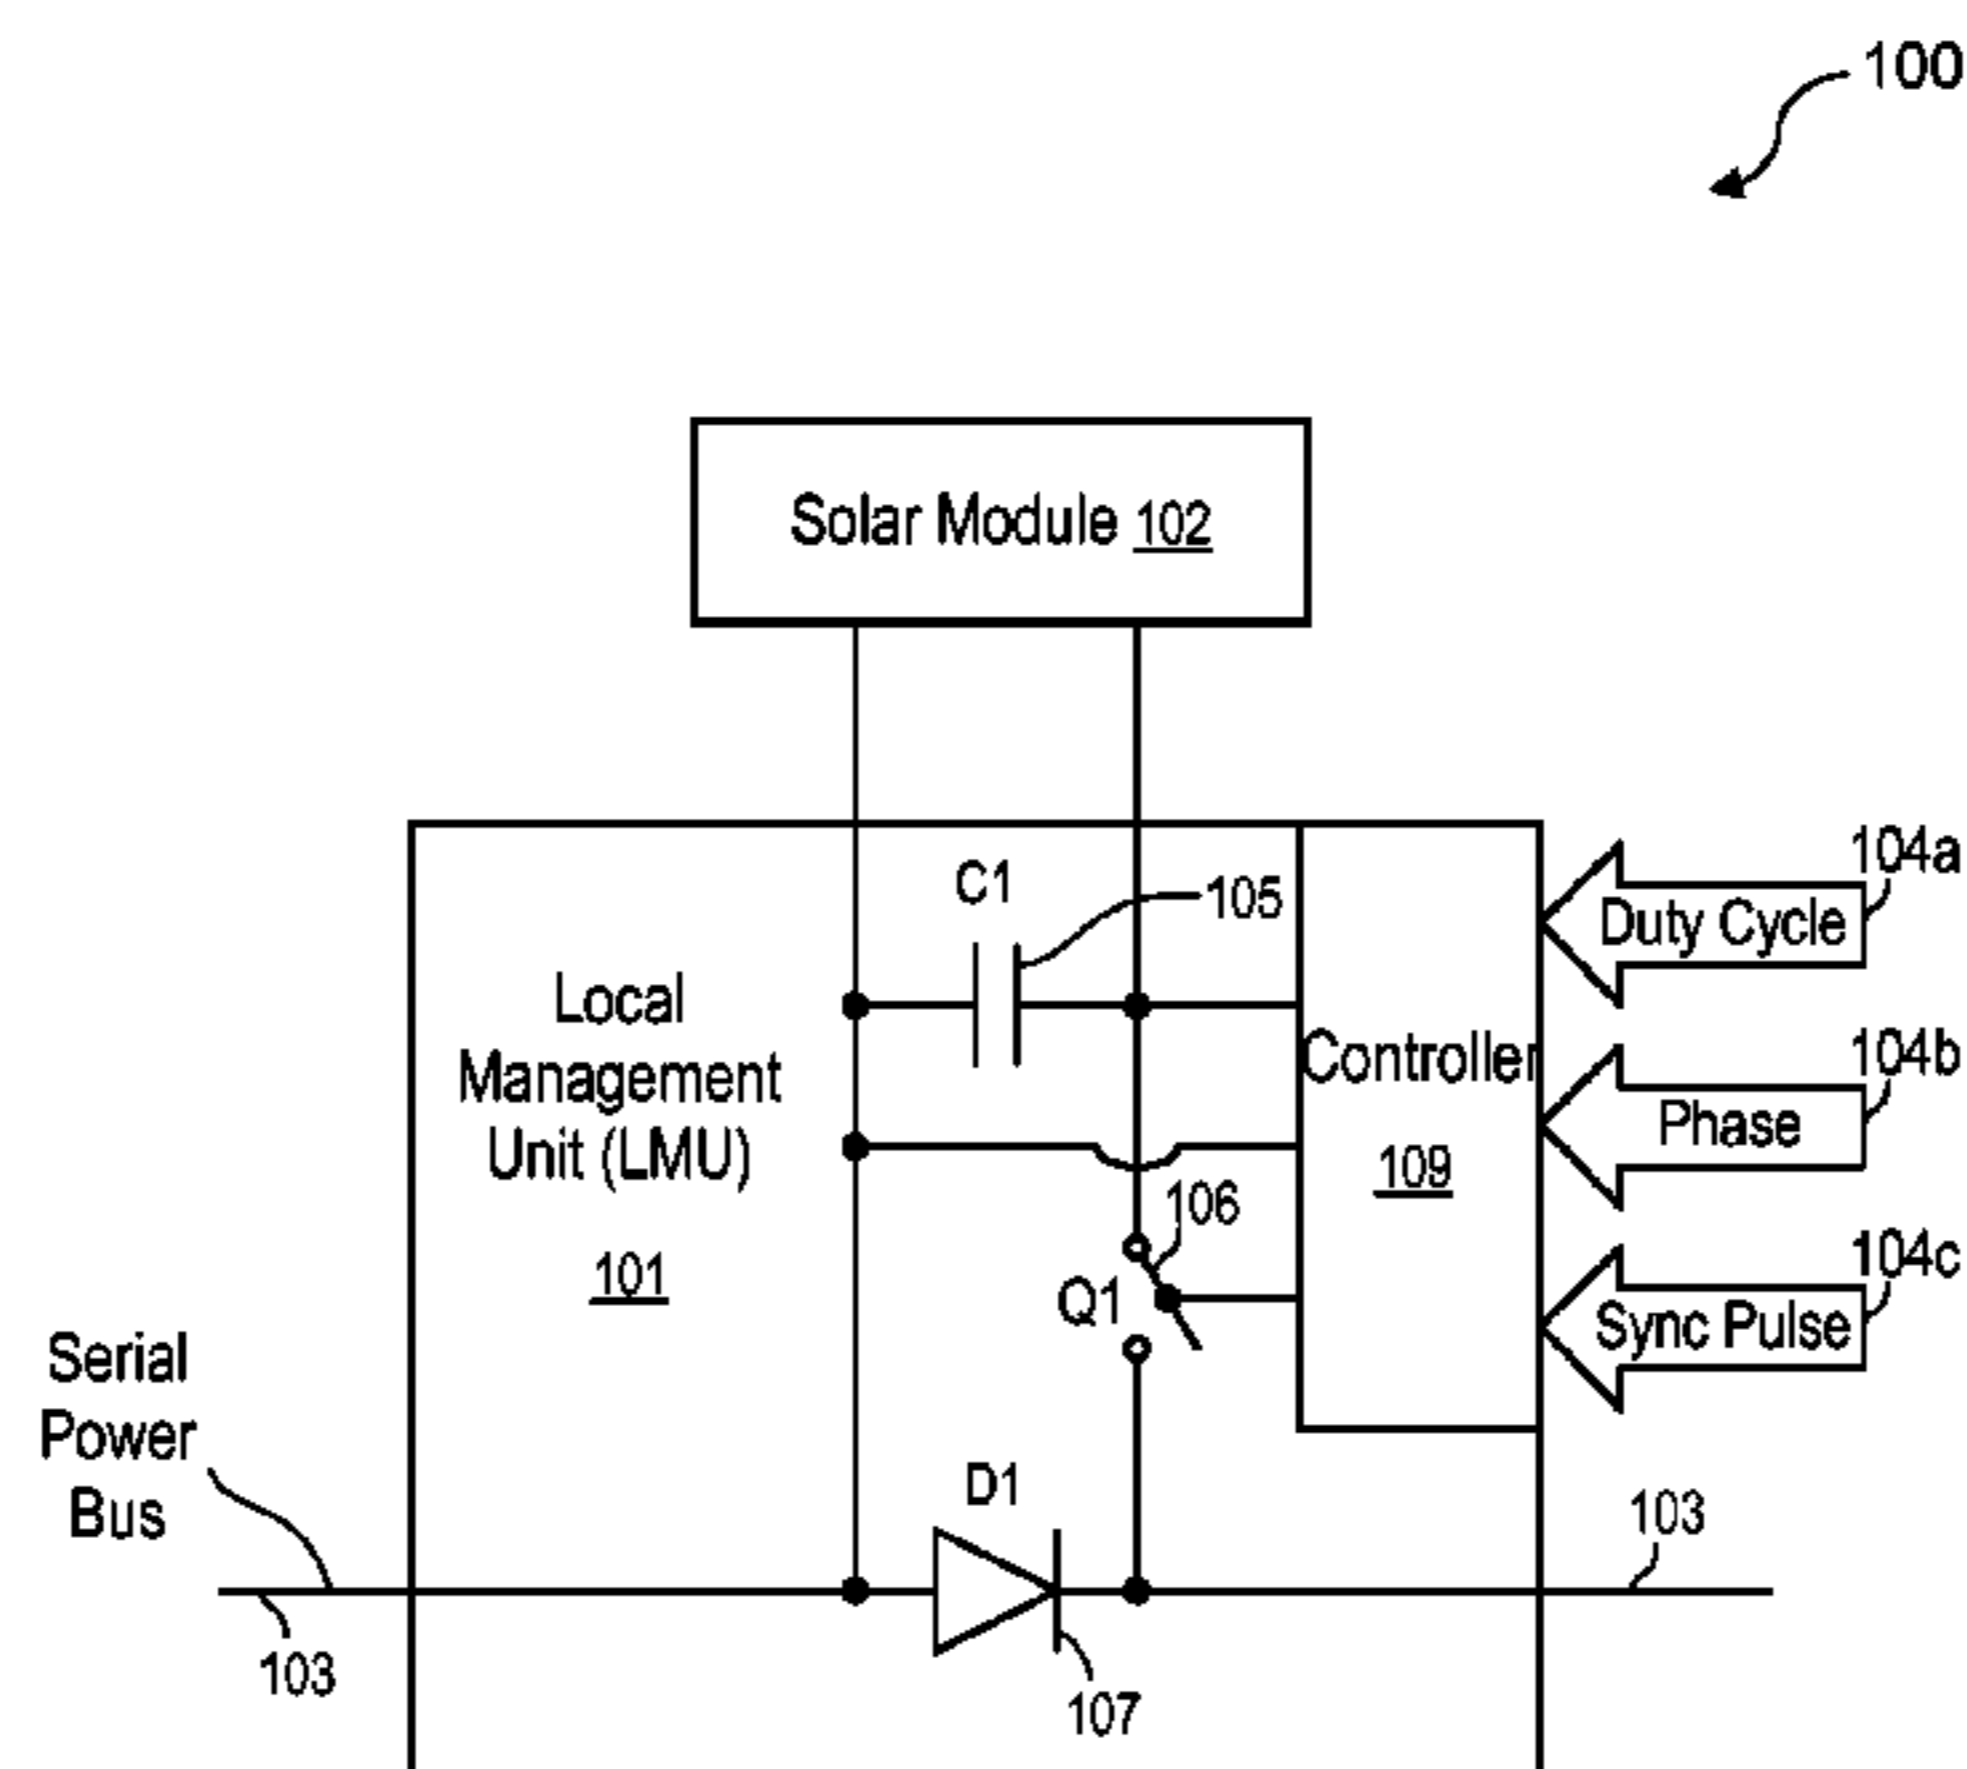 100
Solar Module 102
C1
105
104a
Duty Cycle
Local
Management
Unit (LMU)
101
Controller
109
104b
Phase
106
Q1
104c
Sync Pulse
Serial
Power
Bus
D1
103
103
107